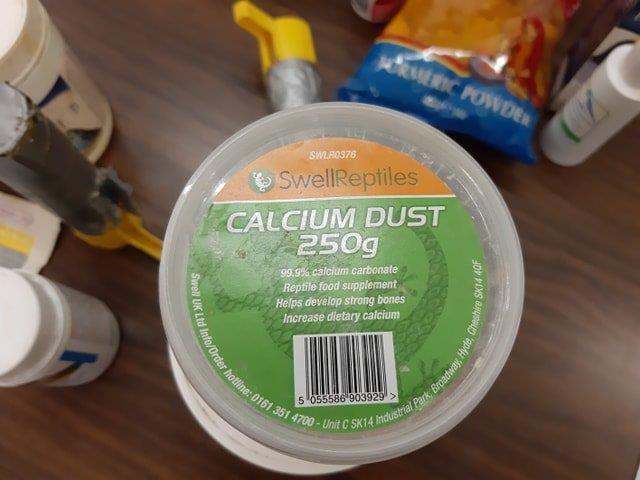 TURMERIC POWDER
SWLR0376
SwellReptiles
CALCIUM DUST
250g
99.9% calcium carbonate
Reptile food supplement
Helps develop strong bones
Increase dietary calcium
5 055586 903929 >
Swell UK Ltd Info/Order hotline: 0161 351 4700 - Unit C SK14 Industrial Park, Broadway, Hyde, Cheshire SK14 4QF